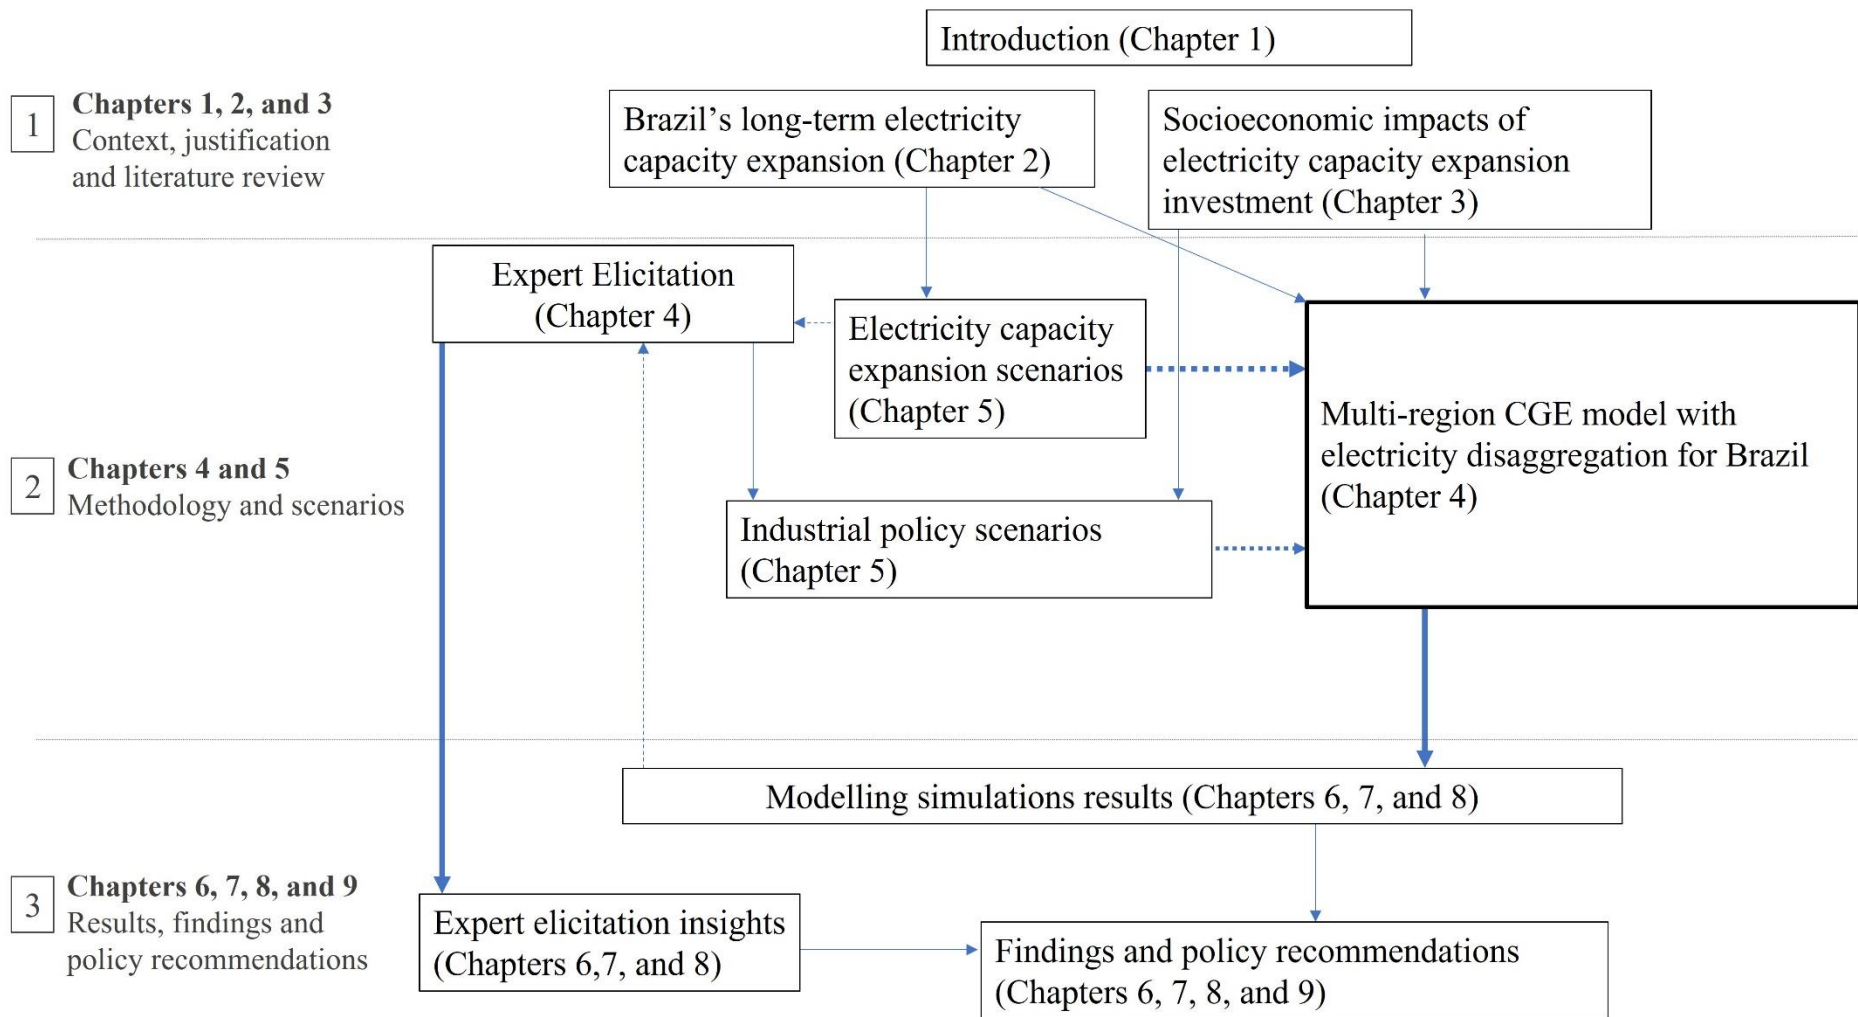 Introduction (Chapter 1)
1
Chapters 1, 2, and 3
Context, justification
and literature review
Brazil’s long-term electricity
capacity expansion (Chapter 2)
Socioeconomic impacts of
electricity capacity expansion
investment (Chapter 3)
Expert Elicitation
(Chapter 4)
Electricity capacity
expansion scenarios
(Chapter 5)
Multi-region CGE model with
electricity disaggregation for Brazil
(Chapter 4)
2
Chapters 4 and 5
Methodology and scenarios
Industrial policy scenarios
(Chapter 5)
Modelling simulations results (Chapters 6, 7, and 8)
3
Chapters 6, 7, 8, and 9
Results, findings and
policy recommendations
Expert elicitation insights
(Chapters 6,7, and 8)
Findings and policy recommendations
(Chapters 6, 7, 8, and 9)